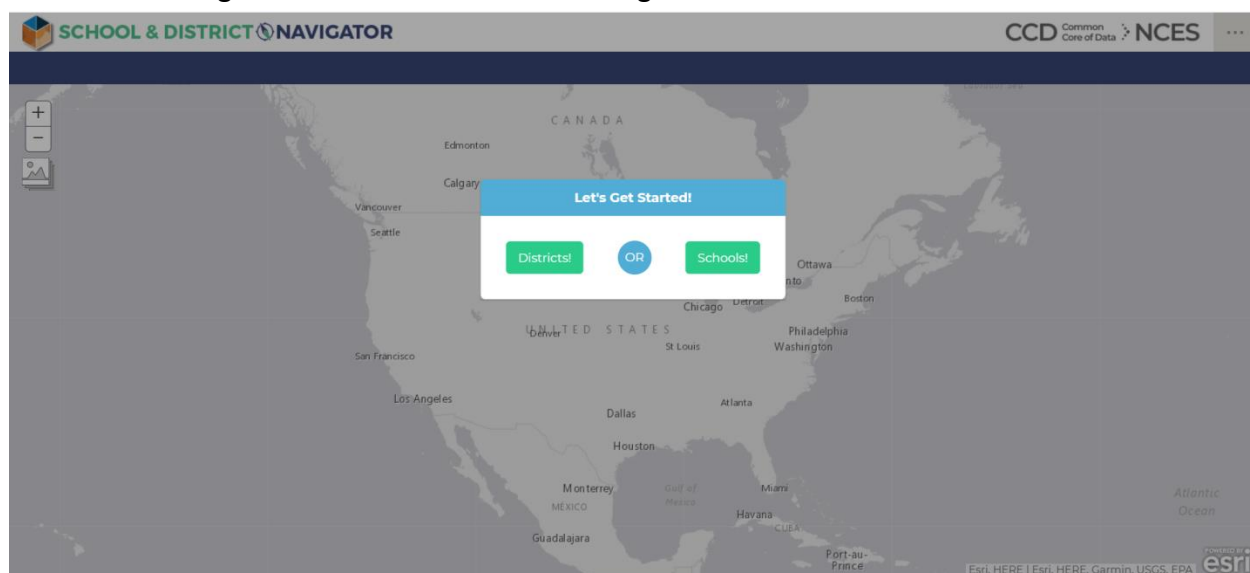 SCHOOL & DISTRICT NAVIGATOR
CCD Common Core of Data NCES
...
+
−
CANADA
Edmonton
Calgary
Vancouver
Seattle
Let's Get Started!
Districts!
OR
Schools!
Ottawa
Chicago
Detroit
Boston
UNITED STATES
Denver
Philadelphia
St Louis
Washington
San Francisco
Los Angeles
Atlanta
Dallas
Houston
Monterrey
Gulf of
Mexico
Miami
MÉXICO
Havana
CUBA
Atlantic
Ocean
Guadalajara
Port-au-
Prince
POWERED BY
esri
Esri, HERE | Esri, HERE, Garmin, USGS, EPA